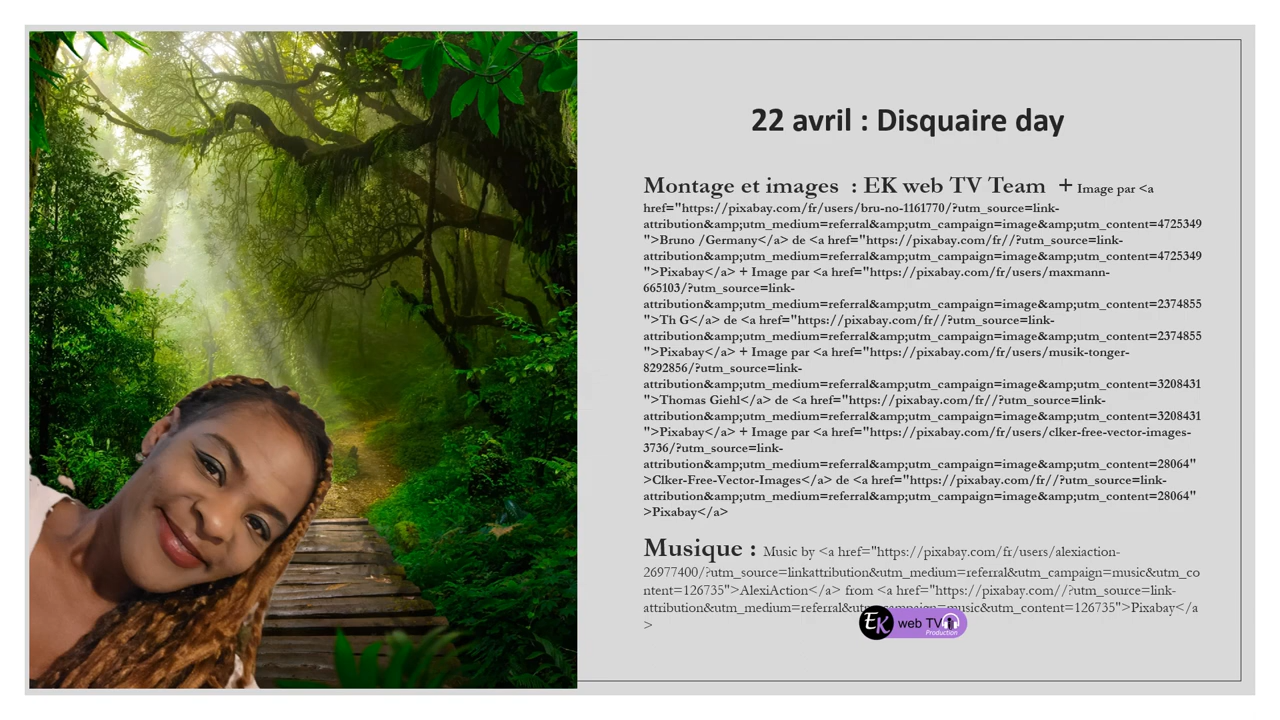 22 avril : Disquaire day
Montage et images : EK web TV Team + Image par <a
href="https://pixabay.com/fr/users/bru-no-1161770/?utm_source=link-
attribution&amp;utm_medium=referral&amp;utm_campaign=image&amp;utm_content=4725349
">Bruno /Germany</a> de <a href="https://pixabay.com/fr//?utm_source=link-
attribution&amp;utm_medium=referral&amp;utm_campaign=image&amp;utm_content=4725349
">Pixabay</a> + Image par <a href="https://pixabay.com/fr/users/maxmann-
665103/?utm_source=link-
attribution&amp;utm_medium=referral&amp;utm_campaign=image&amp;utm_content=2374855
">Th G</a> de <a href="https://pixabay.com/fr//?utm_source=link-
attribution&amp;utm_medium=referral&amp;utm_campaign=image&amp;utm_content=2374855
">Pixabay</a> + Image par <a href="https://pixabay.com/fr/users/musik-tonger-
8292856/?utm_source=link-
attribution&amp;utm_medium=referral&amp;utm_campaign=image&amp;utm_content=3208431
">Thomas Giehl</a> de <a href="https://pixabay.com/fr//?utm_source=link-
attribution&amp;utm_medium=referral&amp;utm_campaign=image&amp;utm_content=3208431
">Pixabay</a> + Image par <a href="https://pixabay.com/fr/users/clker-free-vector-images-
3736/?utm_source=link-
attribution&amp;utm_medium=referral&amp;utm_campaign=image&amp;utm_content=28064"
>Clker-Free-Vector-Images</a> de <a href="https://pixabay.com/fr//?utm_source=link-
attribution&amp;utm_medium=referral&amp;utm_campaign=image&amp;utm_content=28064"
>Pixabay</a>
Musique : Music by <a href="https://pixabay.com/fr/users/alexiaction-
26977400/?utm_source=linkattribution&utm_medium=referral&utm_campaign=music&utm_co
ntent=126735">AlexiAction</a> from <a href="https://pixabay.com//?utm_source=link-
attribution&utm_medium=referral&utm_campaign=music&utm_content=126735">Pixabay</a
>
EK web TV
Production